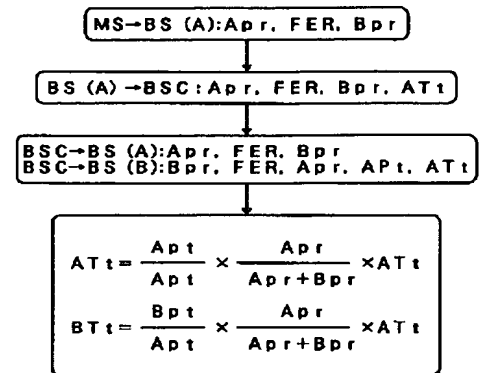 MS→BS (A):Apr, FER, Bpr
BS (A)→BSC:Apr, FER, Bpr, ATt
BSC→BS (A):Apr, FER, Bpr
BSC→BS (B):Bpr, FER, Apr, APt, ATt
ATt= Apt/Apt × Apr/Apr+Bpr ×ATt
BTt= Bpt/Apt × Apr/Apr+Bpr ×ATt